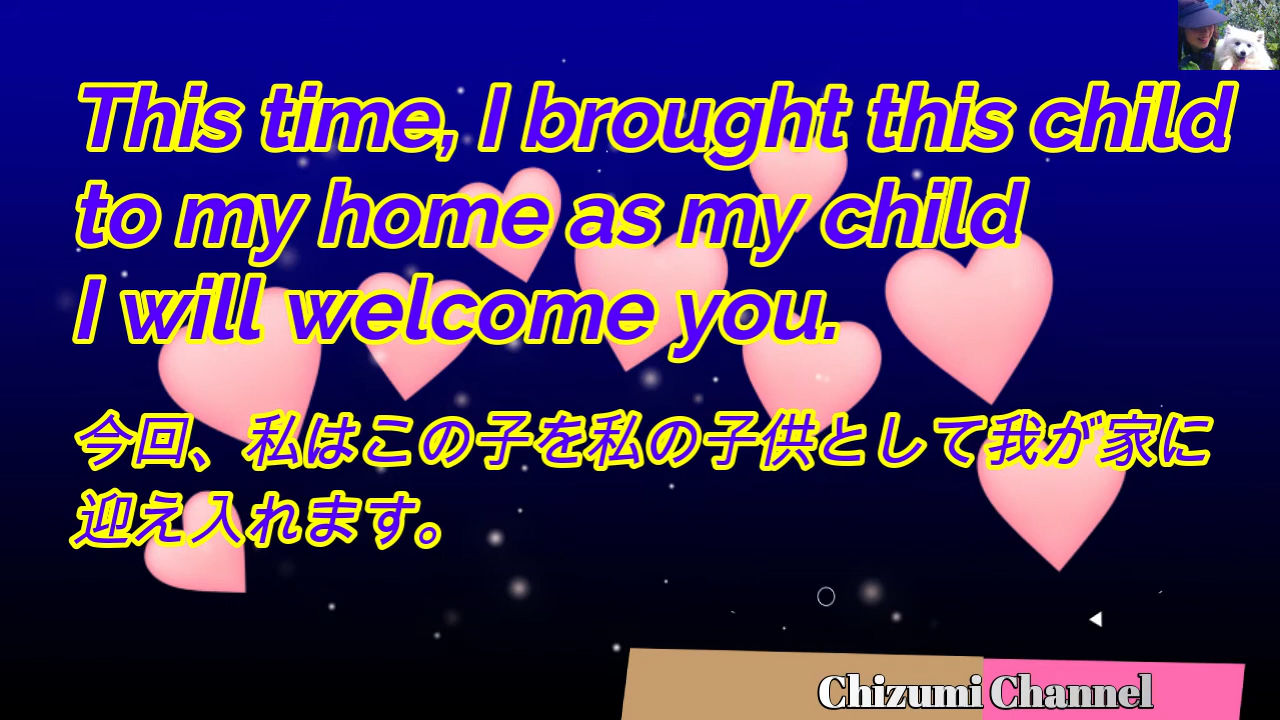 This time, I brought this child
to my home as my child
I will welcome you.
今回、私はこの子を私の子供として我が家に
迎え入れます。
Chizumi Channel